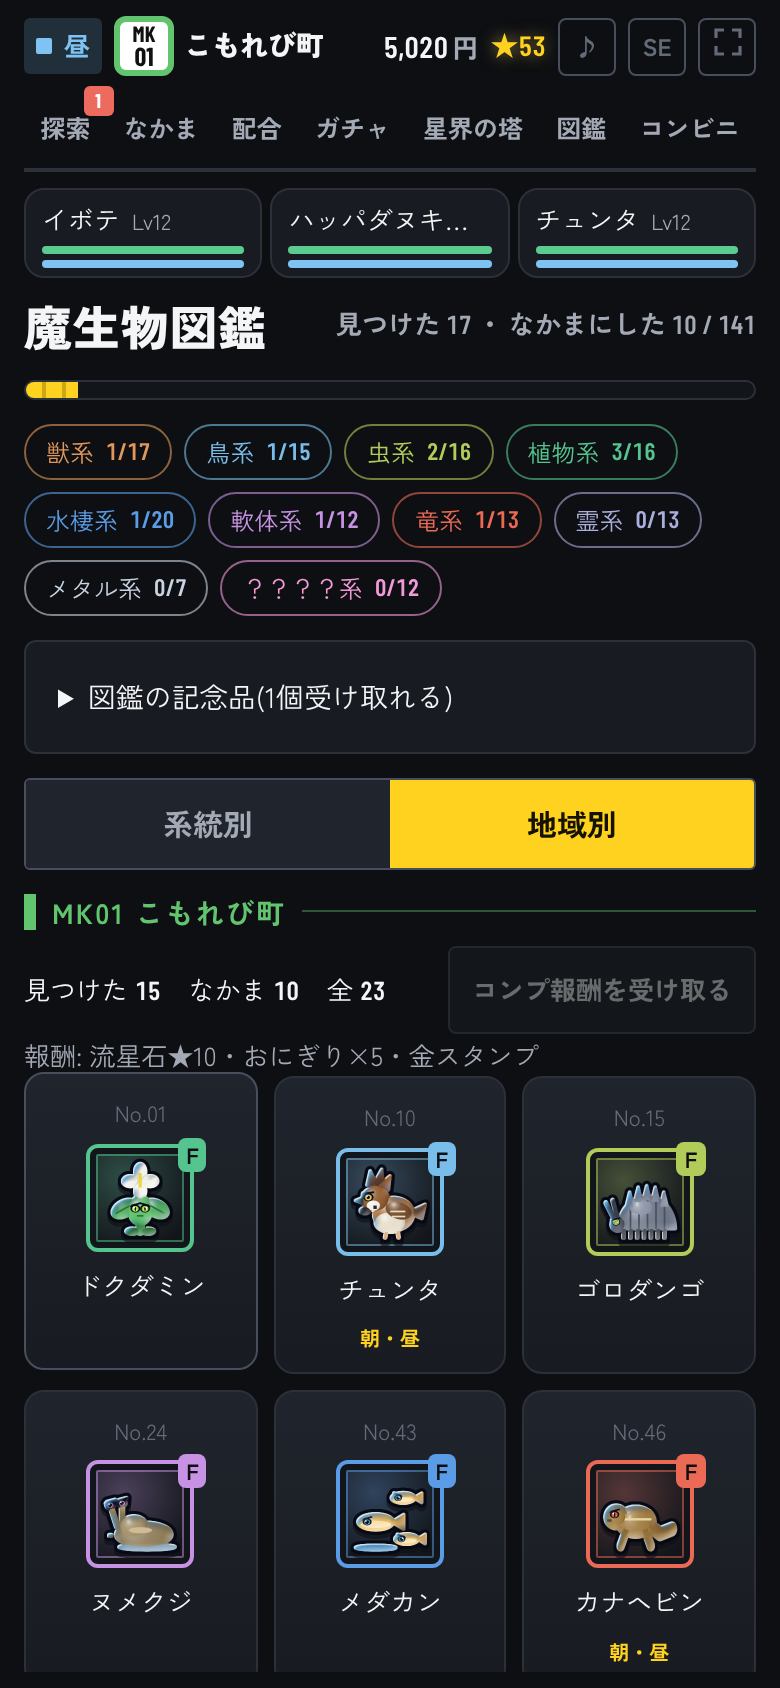 昼 MK 01 こもれび町 5,020 円 ★53 ♪ SE
1
探索 なかま 配合 ガチャ 星界の塔 図鑑 コンビニ
イボテ Lv12 ハッパダヌキ… チュンタ Lv12
魔生物図鑑 見つけた 17 ・ なかまにした 10 / 141
獣系 1/17 鳥系 1/15 虫系 2/16 植物系 3/16
水棲系 1/20 軟体系 1/12 竜系 1/13 霊系 0/13
メタル系 0/7 ？？？？系 0/12
▶ 図鑑の記念品(1個受け取れる)
系統別 地域別
MK01 こもれび町
見つけた 15 なかま 10 全 23 コンプ報酬を受け取る
報酬: 流星石★10・おにぎり×5・金スタンプ
No.01 No.10 No.15
F F F
ドクダミン チュンタ ゴロダンゴ
朝・昼
No.24 No.43 No.46
F F F
ヌメクジ メダカン カナヘビン
朝・昼